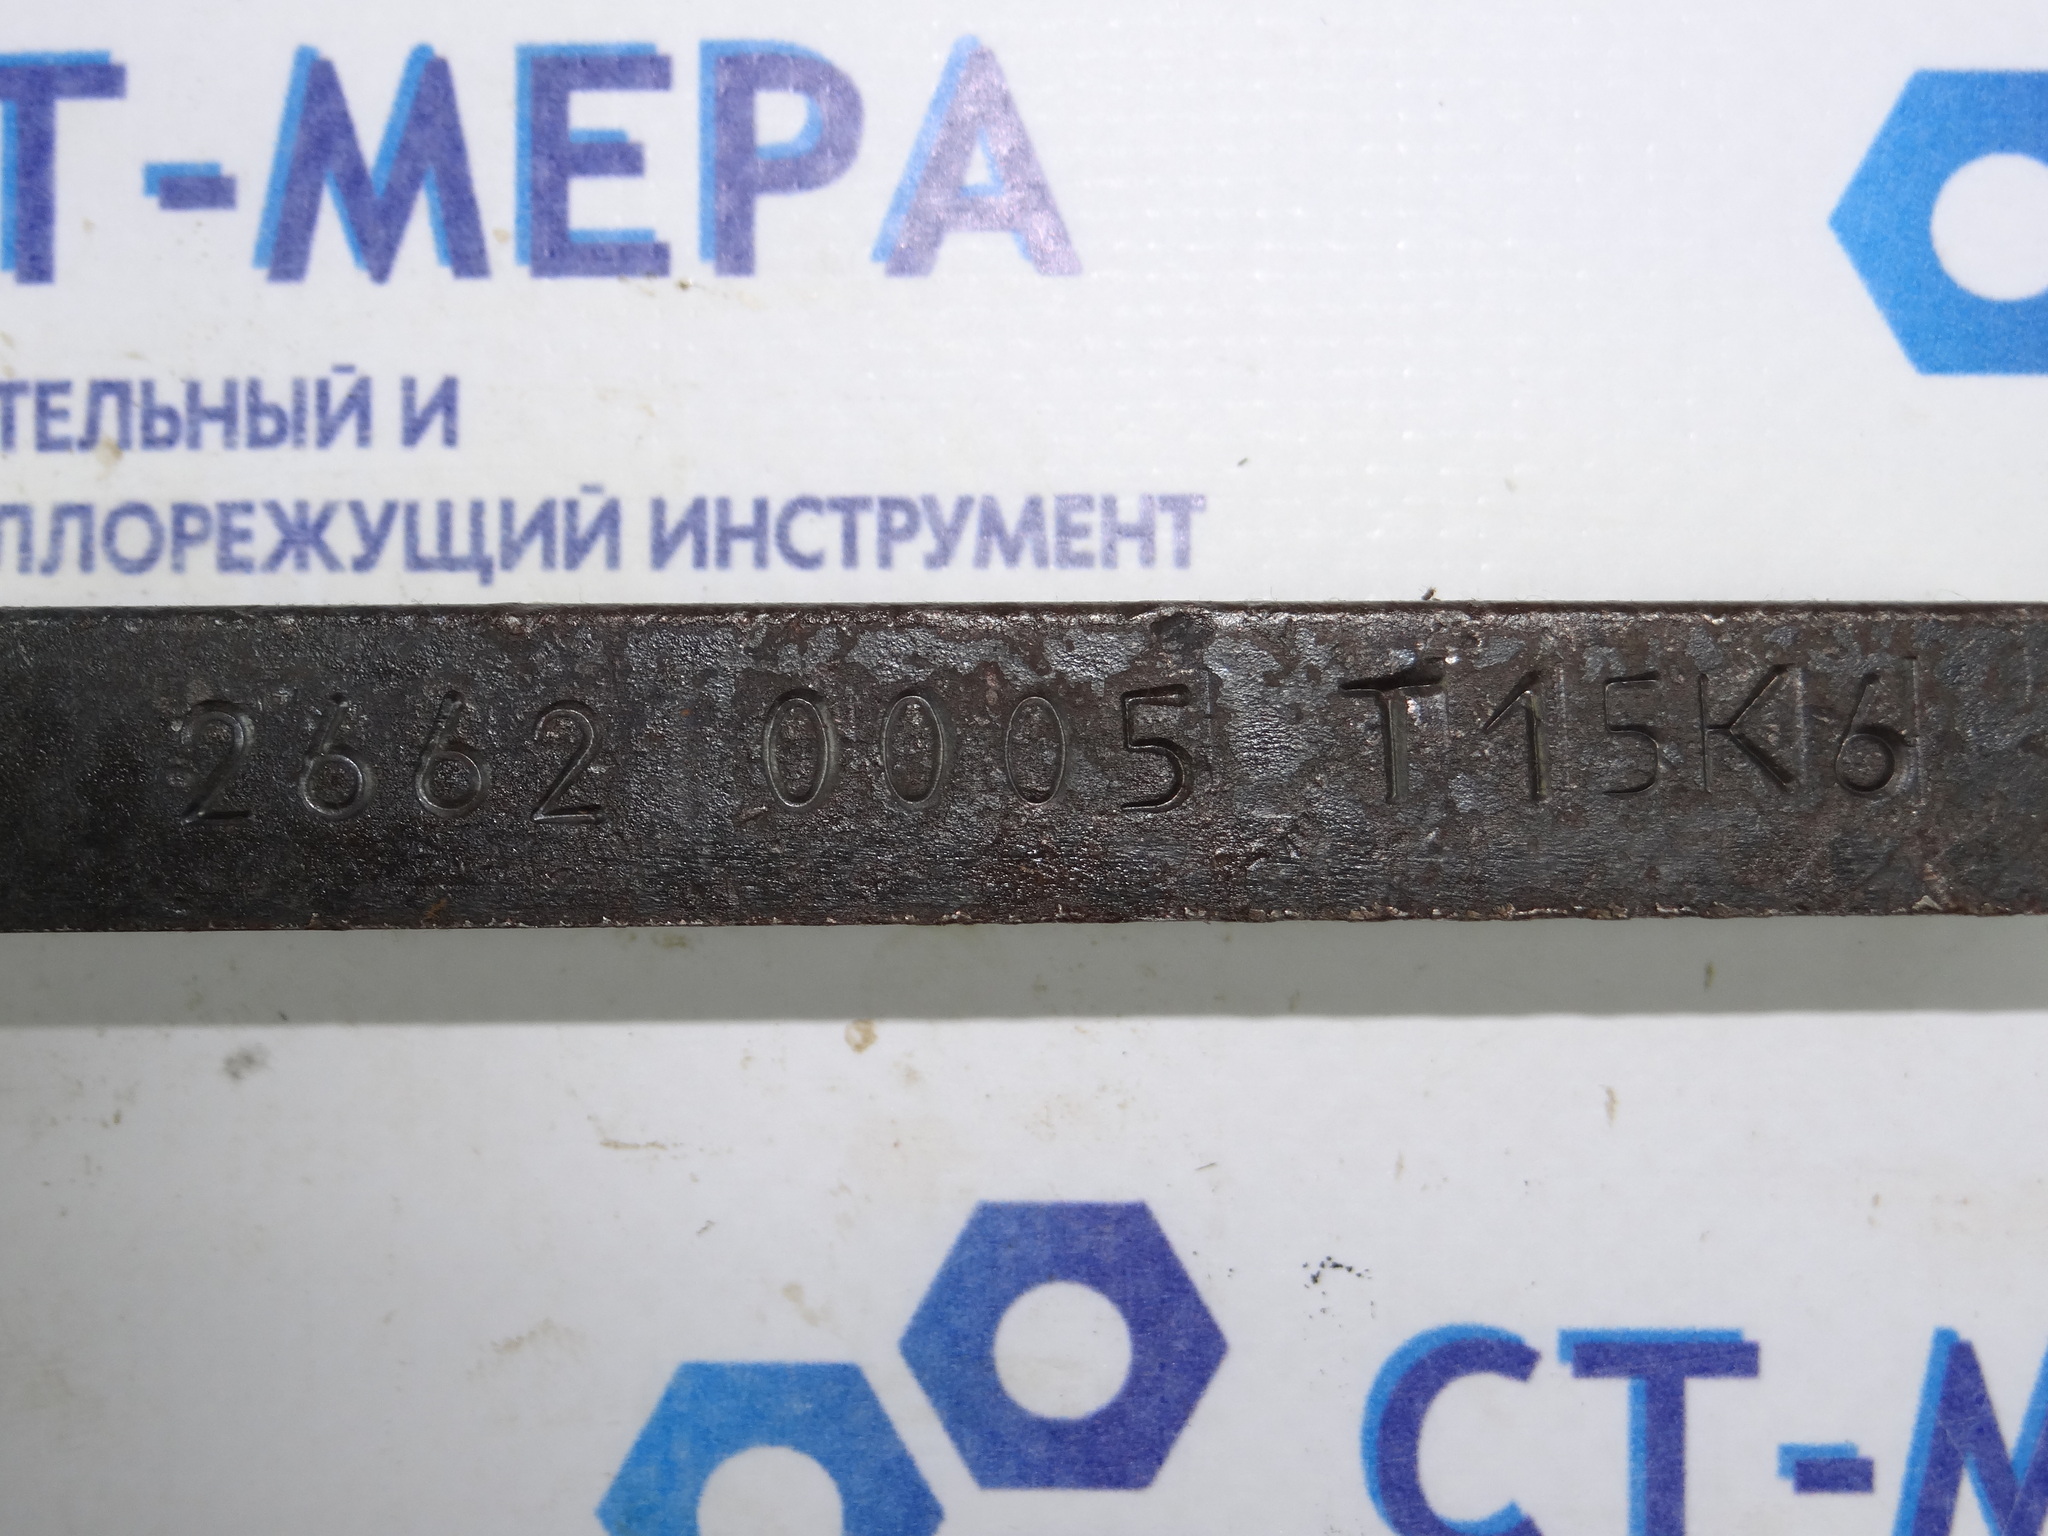 Т-МЕРА
ТЕЛЬНЫЙ И
ЛЛОРЕЖУЩИЙ ИНСТРУМЕНТ
2662 0005 Т15К6
СТ-М